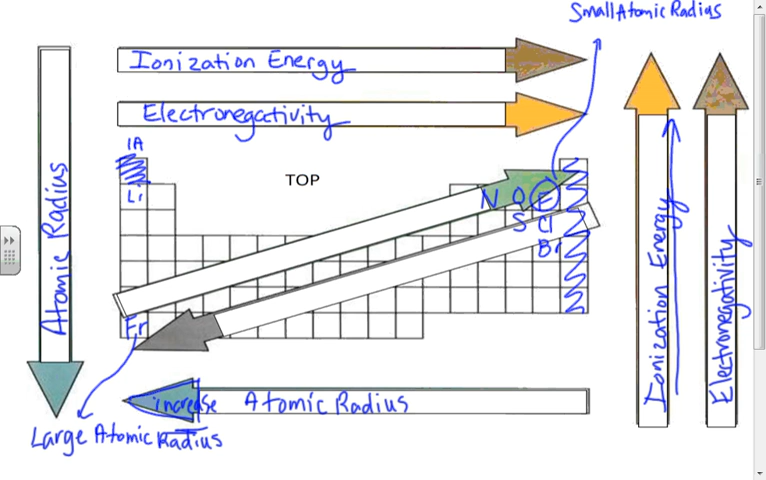 Small Atomic Radius
Ionization Energy
Electronegativity
IA
TOP
Li
N O F
S Cl
Br
Fr
Atomic Radius
increase Atomic Radius
Large Atomic Radius
Ionization Energy
Electronegativity